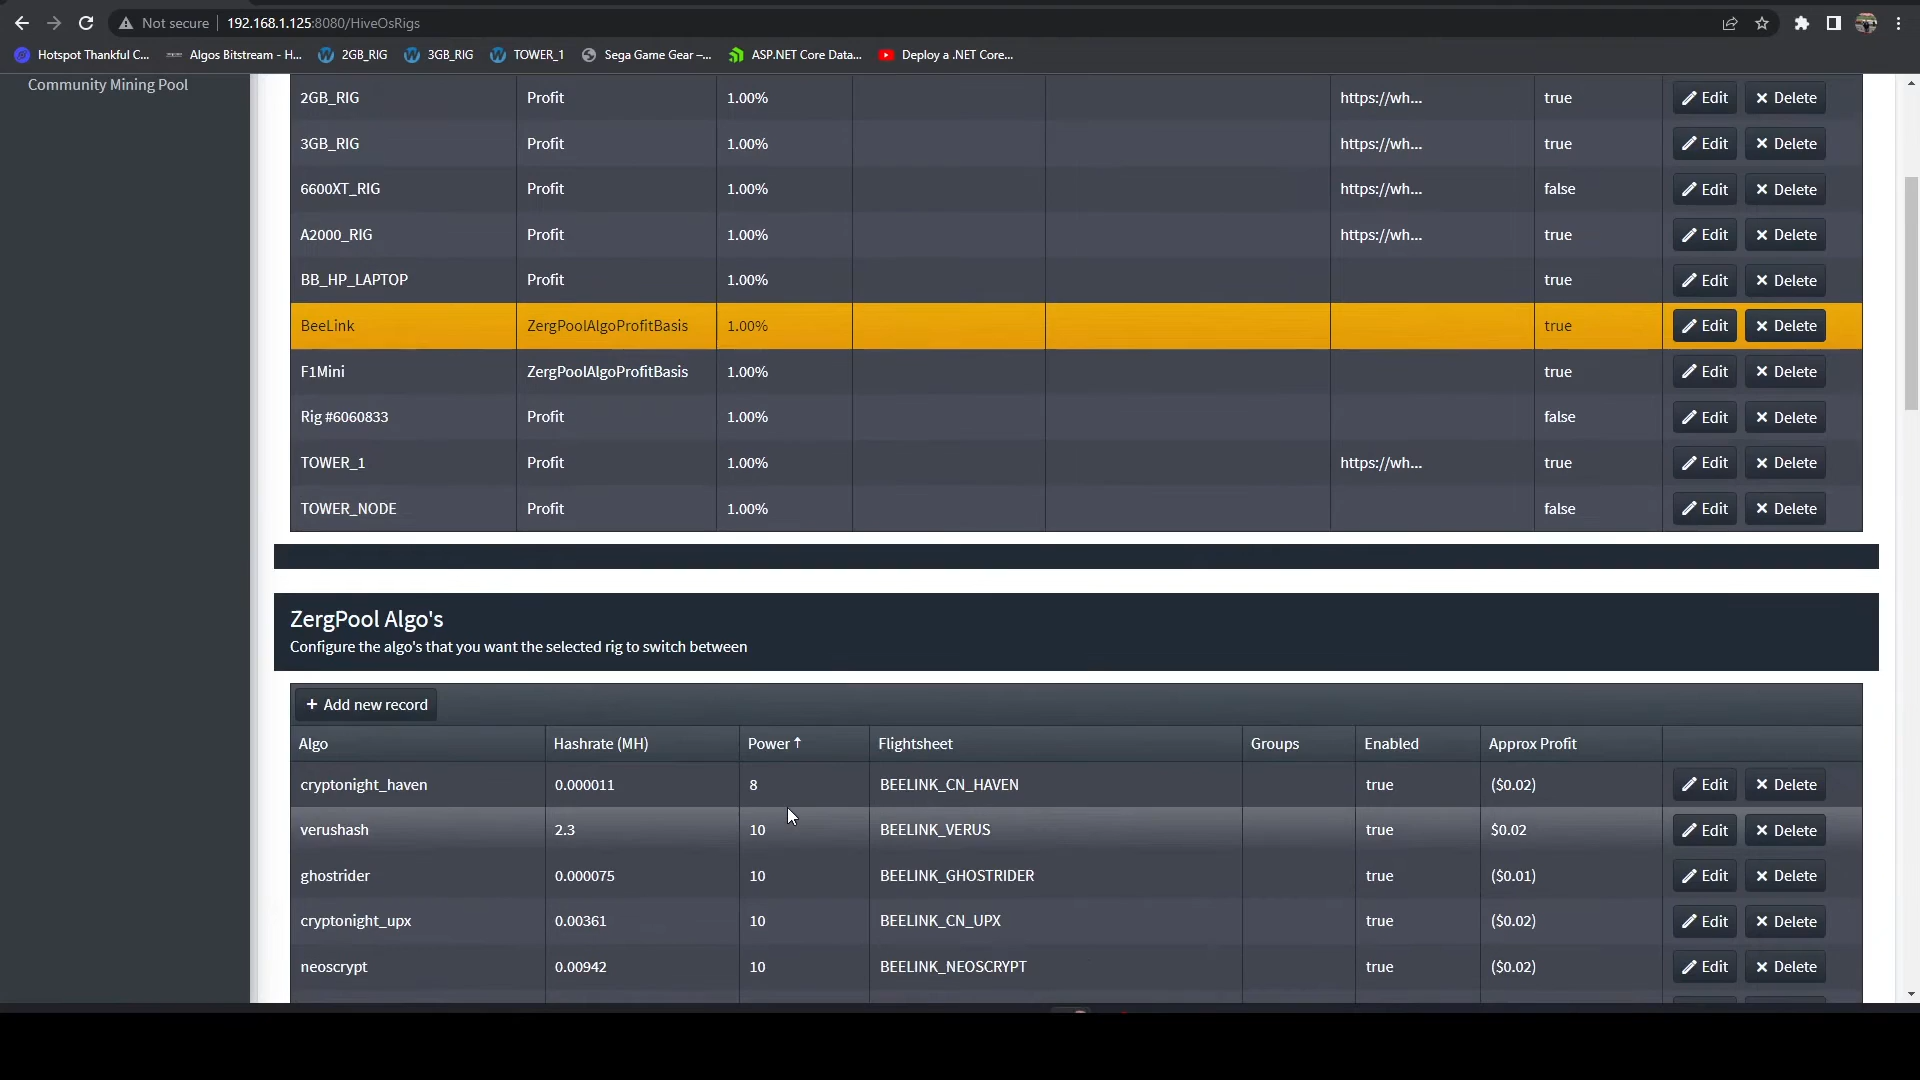 Not secure 192.168.1.125:8080/HiveOsRigs
Hotspot Thankful C... Algos Bitstream - H... 2GB_RIG 3GB_RIG TOWER_1 Sega Game Gear –... ASP.NET Core Data... Deploy a .NET Core...
Community Mining Pool
2GB_RIG Profit 1.00% https://wh... true Edit Delete
3GB_RIG Profit 1.00% https://wh... true Edit Delete
6600XT_RIG Profit 1.00% https://wh... false Edit Delete
A2000_RIG Profit 1.00% https://wh... true Edit Delete
BB_HP_LAPTOP Profit 1.00% true Edit Delete
BeeLink ZergPoolAlgoProfitBasis 1.00% true Edit Delete
F1Mini ZergPoolAlgoProfitBasis 1.00% true Edit Delete
Rig #6060833 Profit 1.00% false Edit Delete
TOWER_1 Profit 1.00% https://wh... true Edit Delete
TOWER_NODE Profit 1.00% false Edit Delete
ZergPool Algo's
Configure the algo's that you want the selected rig to switch between
+ Add new record
Algo Hashrate (MH) Power ↑ Flightsheet Groups Enabled Approx Profit
cryptonight_haven 0.000011 8 BEELINK_CN_HAVEN true ($0.02) Edit Delete
verushash 2.3 10 BEELINK_VERUS true $0.02 Edit Delete
ghostrider 0.000075 10 BEELINK_GHOSTRIDER true ($0.01) Edit Delete
cryptonight_upx 0.00361 10 BEELINK_CN_UPX true ($0.02) Edit Delete
neoscrypt 0.00942 10 BEELINK_NEOSCRYPT true ($0.02) Edit Delete